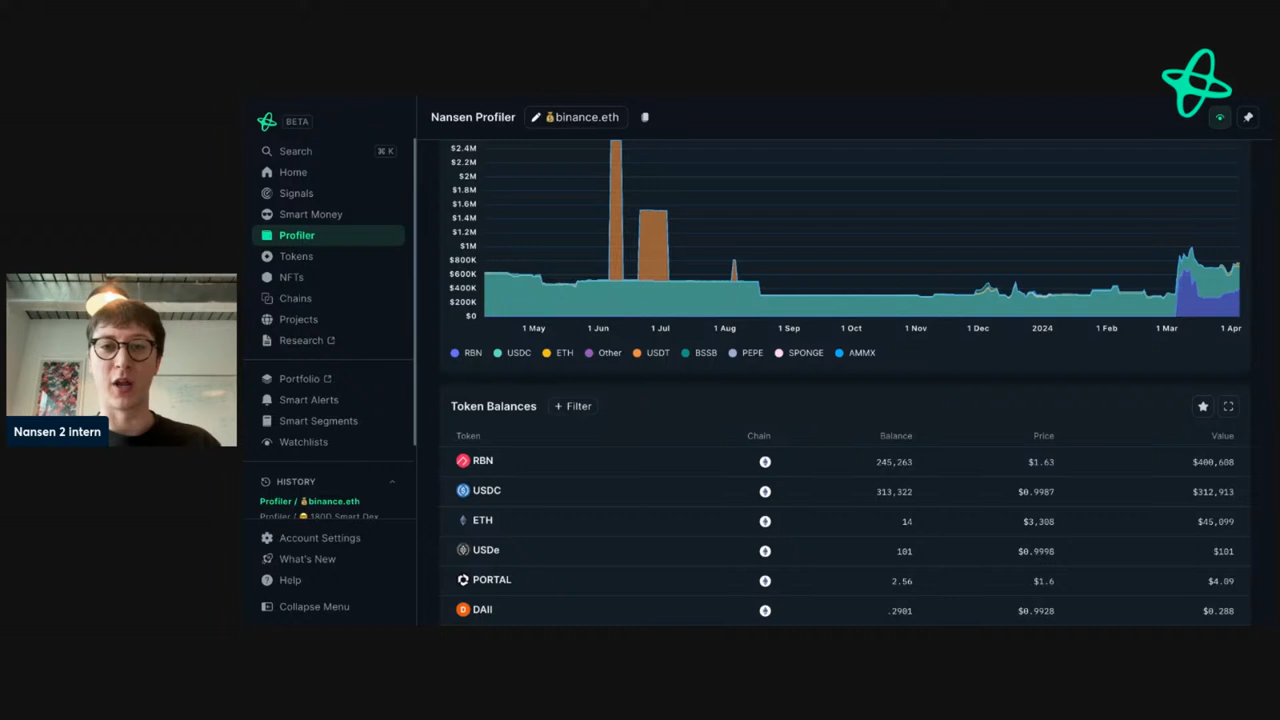 BETA
Search
⌘ K
Home
Signals
Smart Money
Profiler
Tokens
NFTs
Chains
Projects
Research
Portfolio
Smart Alerts
Smart Segments
Watchlists
HISTORY
Profiler / 💰binance.eth
Profiler / 🤓 180D Smart Dex
Account Settings
What's New
Help
Collapse Menu
Nansen 2 Intern
Nansen Profiler
💰binance.eth
$2.4M
$2.2M
$2M
$1.8M
$1.6M
$1.4M
$1.2M
$1M
$800K
$600K
$400K
$200K
$0
1 May 1 Jun 1 Jul 1 Aug 1 Sep 1 Oct 1 Nov 1 Dec 2024 1 Feb 1 Mar 1 Apr
RBN USDC ETH Other USDT BSSB PEPE SPONGE AMMX
Token Balances + Filter
Token Chain Balance Price Value
RBN 245,263 $1.63 $400,608
USDC 313,322 $0.9987 $312,913
ETH 14 $3,308 $45,099
USDe 101 $0.9998 $101
PORTAL 2.56 $1.6 $4.09
D DAII .2901 $0.9928 $0.288